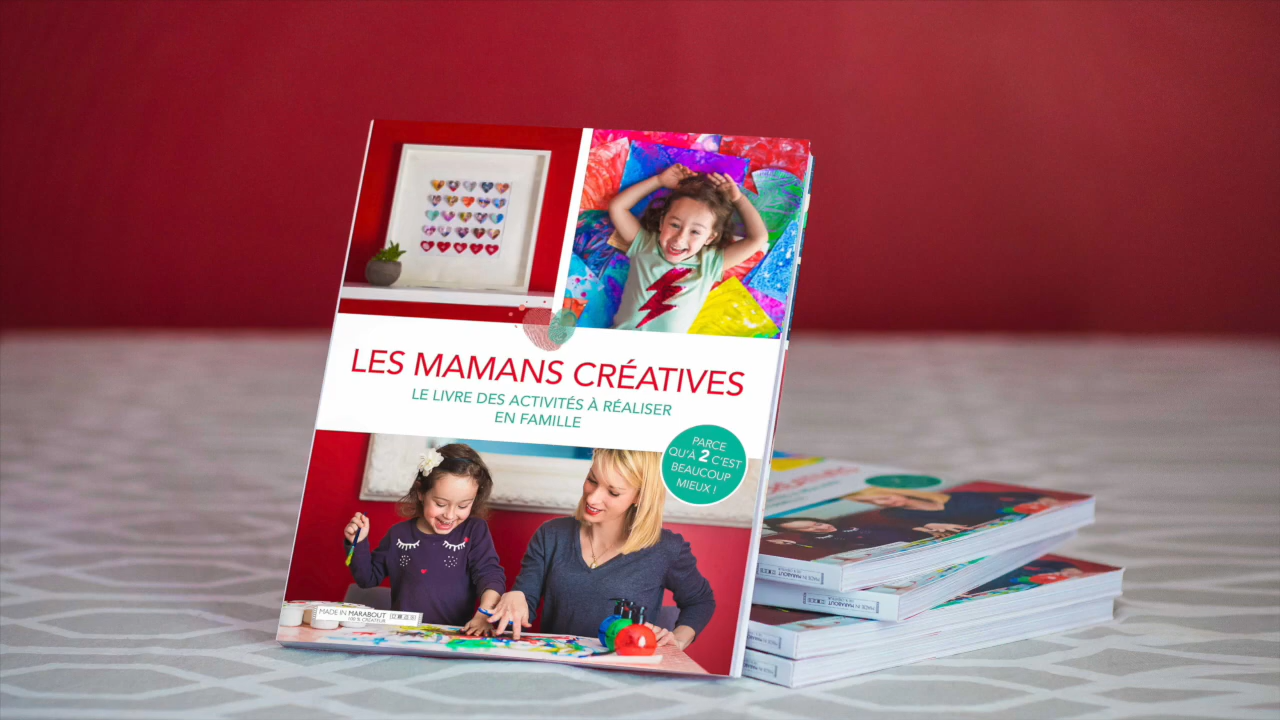 LES MAMANS CRÉATIVES
LE LIVRE DES ACTIVITÉS À RÉALISER
EN FAMILLE
PARCE
QU'À 2 C'EST
BEAUCOUP
MIEUX !
MADE IN MARABOUT